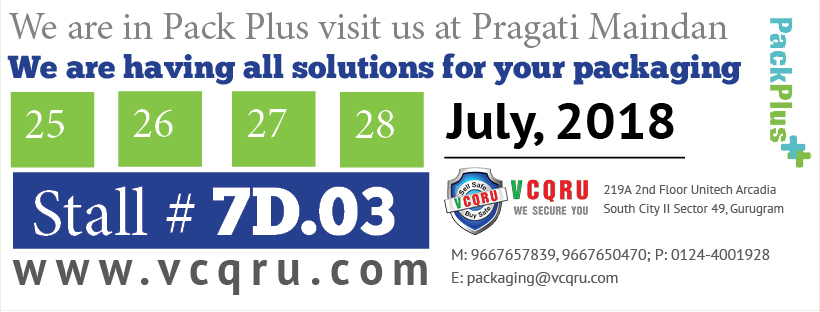 We are in Pack Plus visit us at Pragati Maindan
We are having all solutions for your packaging
PackPlus
25 26 27 28 July, 2018
Stall # 7D.03
Sell Safe
VCQRU
Buy Safe
VCQRU
WE SECURE YOU
219A 2nd Floor Unitech Arcadia
South City II Sector 49, Gurugram
www.vcqru.com
M: 9667657839, 9667650470; P: 0124-4001928
E: packaging@vcqru.com